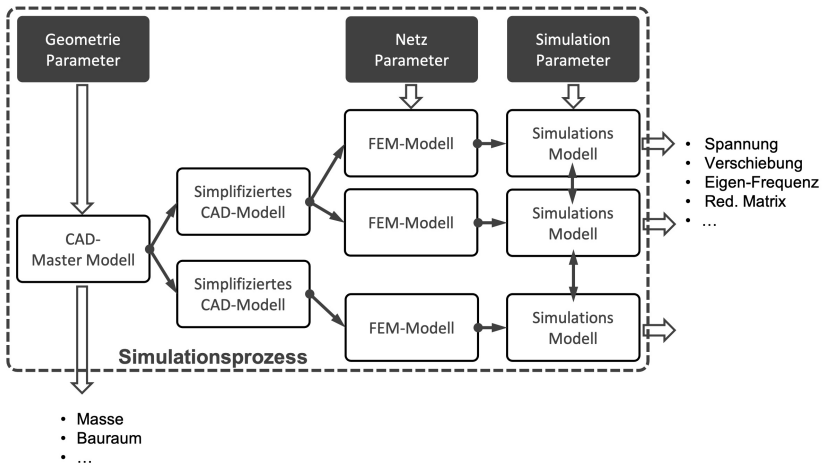 Geometrie
Parameter
Netz
Parameter
Simulation
Parameter
FEM-Modell
Simulations
Modell
• Spannung
• Verschiebung
• Eigen-Frequenz
• Red. Matrix
• ...
Simplifiziertes
CAD-Modell
FEM-Modell
Simulations
Modell
CAD-
Master Modell
Simplifiziertes
CAD-Modell
FEM-Modell
Simulations
Modell
Simulationsprozess
• Masse
• Bauraum
• ...